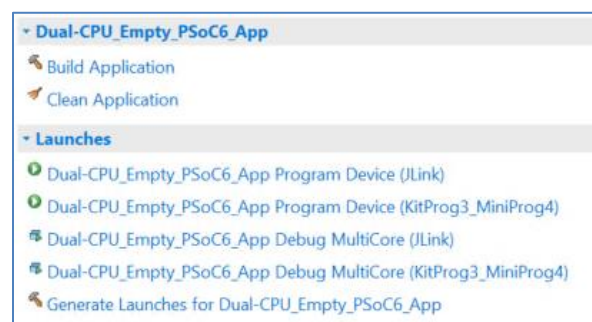 Dual-CPU_Empty_PSoC6_App
Build Application
Clean Application
Launches
Dual-CPU_Empty_PSoC6_App Program Device (JLink)
Dual-CPU_Empty_PSoC6_App Program Device (KitProg3_MiniProg4)
Dual-CPU_Empty_PSoC6_App Debug MultiCore (JLink)
Dual-CPU_Empty_PSoC6_App Debug MultiCore (KitProg3_MiniProg4)
Generate Launches for Dual-CPU_Empty_PSoC6_App